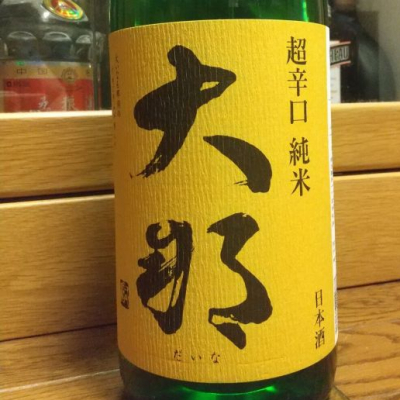 超辛口 純米
大那
だいな
日本酒